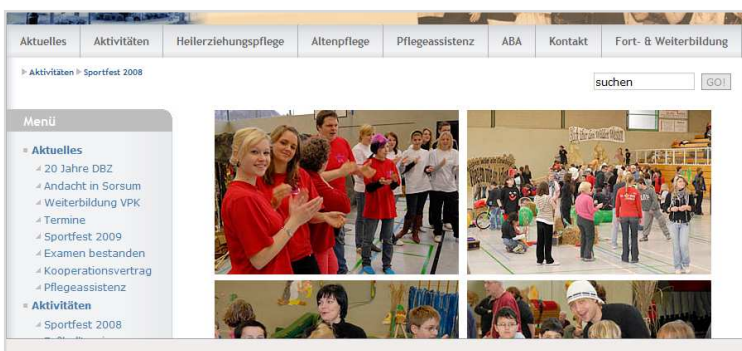 Aktuelles Aktivitäten Heilerziehungspflege Altenpflege Pflegeassistenz ABA Kontakt Fort- & Weiterbildung
Aktivitäten Sportfest 2008
suchen GO!
Menü
Aktuelles
20 Jahre DBZ
Andacht in Sorsum
Weiterbildung VPK
Termine
Sportfest 2009
Examen bestanden
Kooperationsvertrag
Pflegeassistenz
Aktivitäten
Sportfest 2008